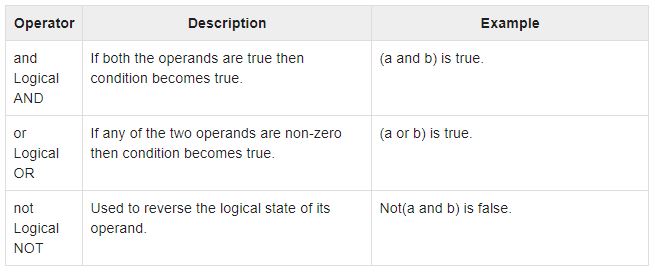 Operator Description Example
and If both the operands are true then (a and b) is true.
Logical condition becomes true.
AND
or If any of the two operands are non-zero (a or b) is true.
Logical then condition becomes true.
OR
not Used to reverse the logical state of its Not(a and b) is false.
Logical operand.
NOT